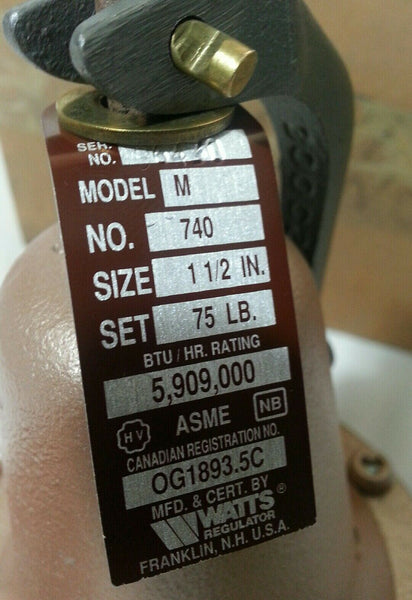 SER.
NO.
MODEL M
NO. 740
SIZE 1 1/2 IN.
SET 75 LB.
BTU / HR. RATING
5,909,000
HV ASME NB
CANADIAN REGISTRATION NO.
OG1893.5C
MFD. & CERT. BY
WATTS®
REGULATOR
FRANKLIN, N.H. U.S.A.